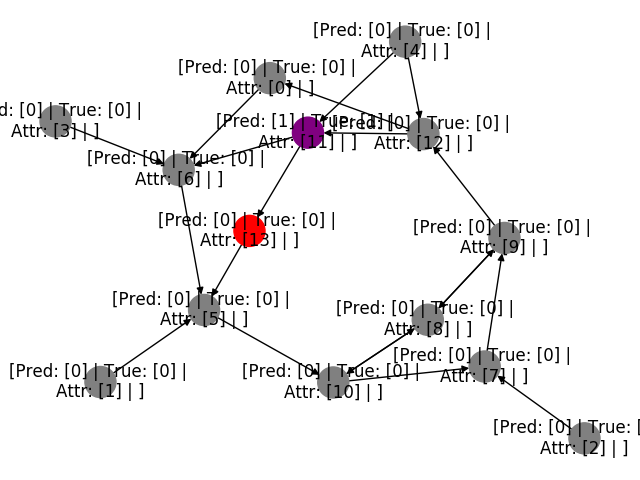 [Pred: [0] | True: [0] |
Attr: [4] | ]
[Pred: [0] | True: [0] |
Attr: [0] | ]
d: [0] | True: [0] |
Attr: [3] | ]
[Pred: [1] | True: [1] |
Attr: [11] | ]
[Pred: [0] | True: [0] |
Attr: [12] | ]
[Pred: [0] | True: [0] |
Attr: [6] | ]
[Pred: [0] | True: [0] |
Attr: [13] | ]
[Pred: [0] | True: [0] |
Attr: [9] | ]
[Pred: [0] | True: [0] |
Attr: [5] | ]
[Pred: [0] | True: [0] |
Attr: [8] | ]
[Pred: [0] | True: [0] |
Attr: [7] | ]
[Pred: [0] | True: [0] |
Attr: [1] | ]
[Pred: [0] | True: [0] |
Attr: [10] | ]
[Pred: [0] | True: [
Attr: [2] | ]